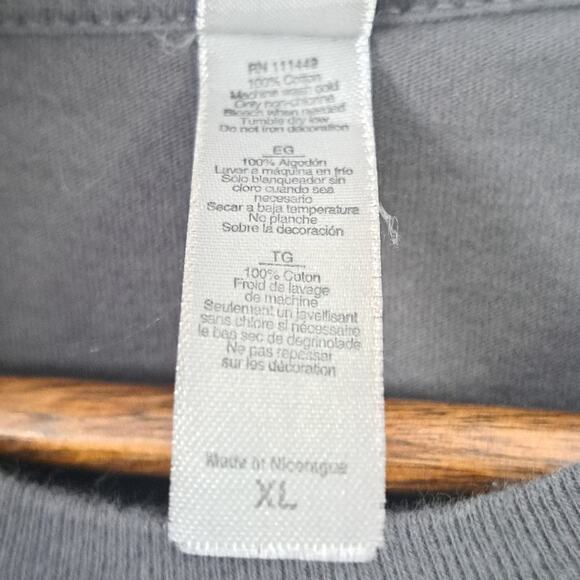 RN 111449
100% Cotton
Machine wash cold
Only non-chlorine
Bleach when needed
Tumble dry low
Do not iron decoration
EG
100% Algodón
Lavar a máquina en frío
Sólo blanqueador sin
cloro cuando sea
necesario
Secar a baja temperatura
No planche
Sobre la decoración
TG
100% Coton
Froid de lavage
de machine
Seulement un javellisant
sans chlore si nécessaire
le bas sec de degrinolade
Ne pas repasser
sur les décoration
Made at Nicaragua
XL